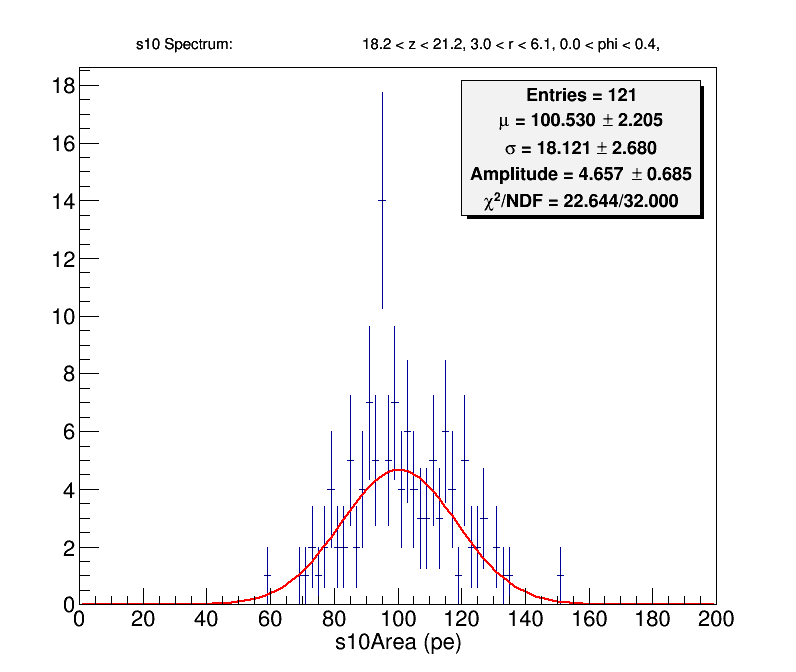 s10 Spectrum: 18.2 < z < 21.2, 3.0 < r < 6.1, 0.0 < phi < 0.4,
Entries = 121
μ = 100.530 ± 2.205
σ = 18.121 ± 2.680
Amplitude = 4.657 ± 0.685
χ²/NDF = 22.644/32.000
18
16
14
12
10
8
6
4
2
0
0 20 40 60 80 100 120 140 160 180 200
s10Area (pe)